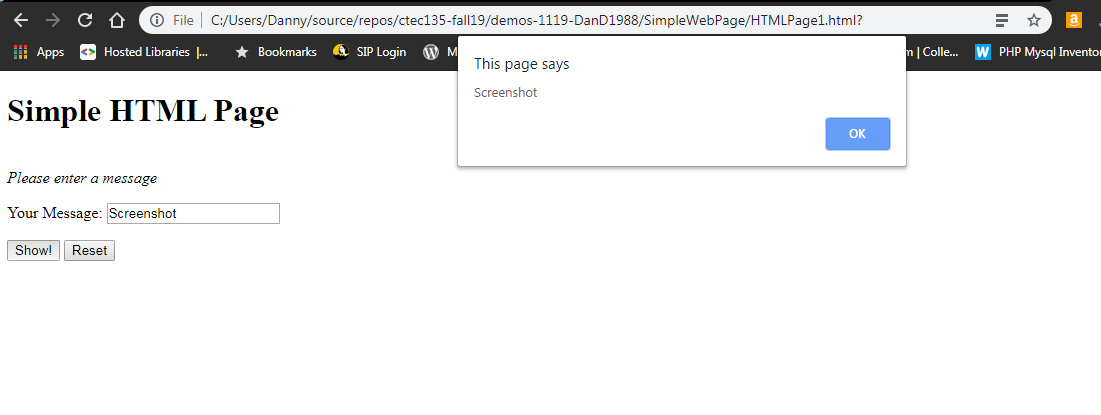 File C:/Users/Danny/source/repos/ctec135-fall19/demos-1119-DanD1988/SimpleWebPage/HTMLPage1.html?
Apps Hosted Libraries |... Bookmarks SIP Login M m | Colle... PHP Mysql Inventor
This page says
Screenshot
OK
Simple HTML Page
Please enter a message
Your Message: Screenshot
Show! Reset